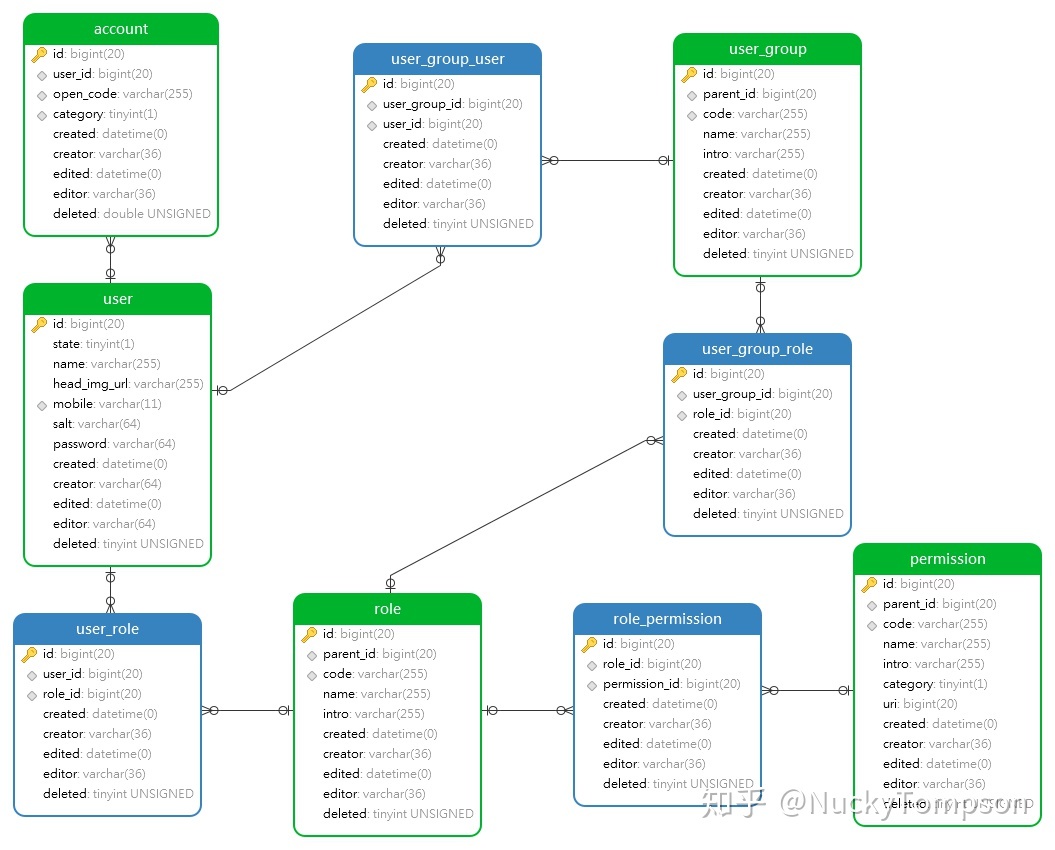 account
id: bigint(20)
user_id: bigint(20)
open_code: varchar(255)
category: tinyint(1)
created: datetime(0)
creator: varchar(36)
edited: datetime(0)
editor: varchar(36)
deleted: double UNSIGNED
user_group_user
id: bigint(20)
user_group_id: bigint(20)
user_id: bigint(20)
created: datetime(0)
creator: varchar(36)
edited: datetime(0)
editor: varchar(36)
deleted: tinyint UNSIGNED
user_group
id: bigint(20)
parent_id: bigint(20)
code: varchar(255)
name: varchar(255)
intro: varchar(255)
created: datetime(0)
creator: varchar(36)
edited: datetime(0)
editor: varchar(36)
deleted: tinyint UNSIGNED
user
id: bigint(20)
state: tinyint(1)
name: varchar(255)
head_img_url: varchar(255)
mobile: varchar(11)
salt: varchar(64)
password: varchar(64)
created: datetime(0)
creator: varchar(64)
edited: datetime(0)
editor: varchar(64)
deleted: tinyint UNSIGNED
user_group_role
id: bigint(20)
user_group_id: bigint(20)
role_id: bigint(20)
created: datetime(0)
creator: varchar(36)
edited: datetime(0)
editor: varchar(36)
deleted: tinyint UNSIGNED
user_role
id: bigint(20)
user_id: bigint(20)
role_id: bigint(20)
created: datetime(0)
creator: varchar(36)
edited: datetime(0)
editor: varchar(36)
deleted: tinyint UNSIGNED
role
id: bigint(20)
parent_id: bigint(20)
code: varchar(255)
name: varchar(255)
intro: varchar(255)
created: datetime(0)
creator: varchar(36)
edited: datetime(0)
editor: varchar(36)
deleted: tinyint UNSIGNED
role_permission
id: bigint(20)
role_id: bigint(20)
permission_id: bigint(20)
created: datetime(0)
creator: varchar(36)
edited: datetime(0)
editor: varchar(36)
deleted: tinyint UNSIGNED
permission
id: bigint(20)
parent_id: bigint(20)
code: varchar(255)
name: varchar(255)
intro: varchar(255)
category: tinyint(1)
uri: bigint(20)
created: datetime(0)
creator: varchar(36)
edited: datetime(0)
editor: varchar(36)
deleted: tinyint UNSIGNED
知乎 @NuckyTompson